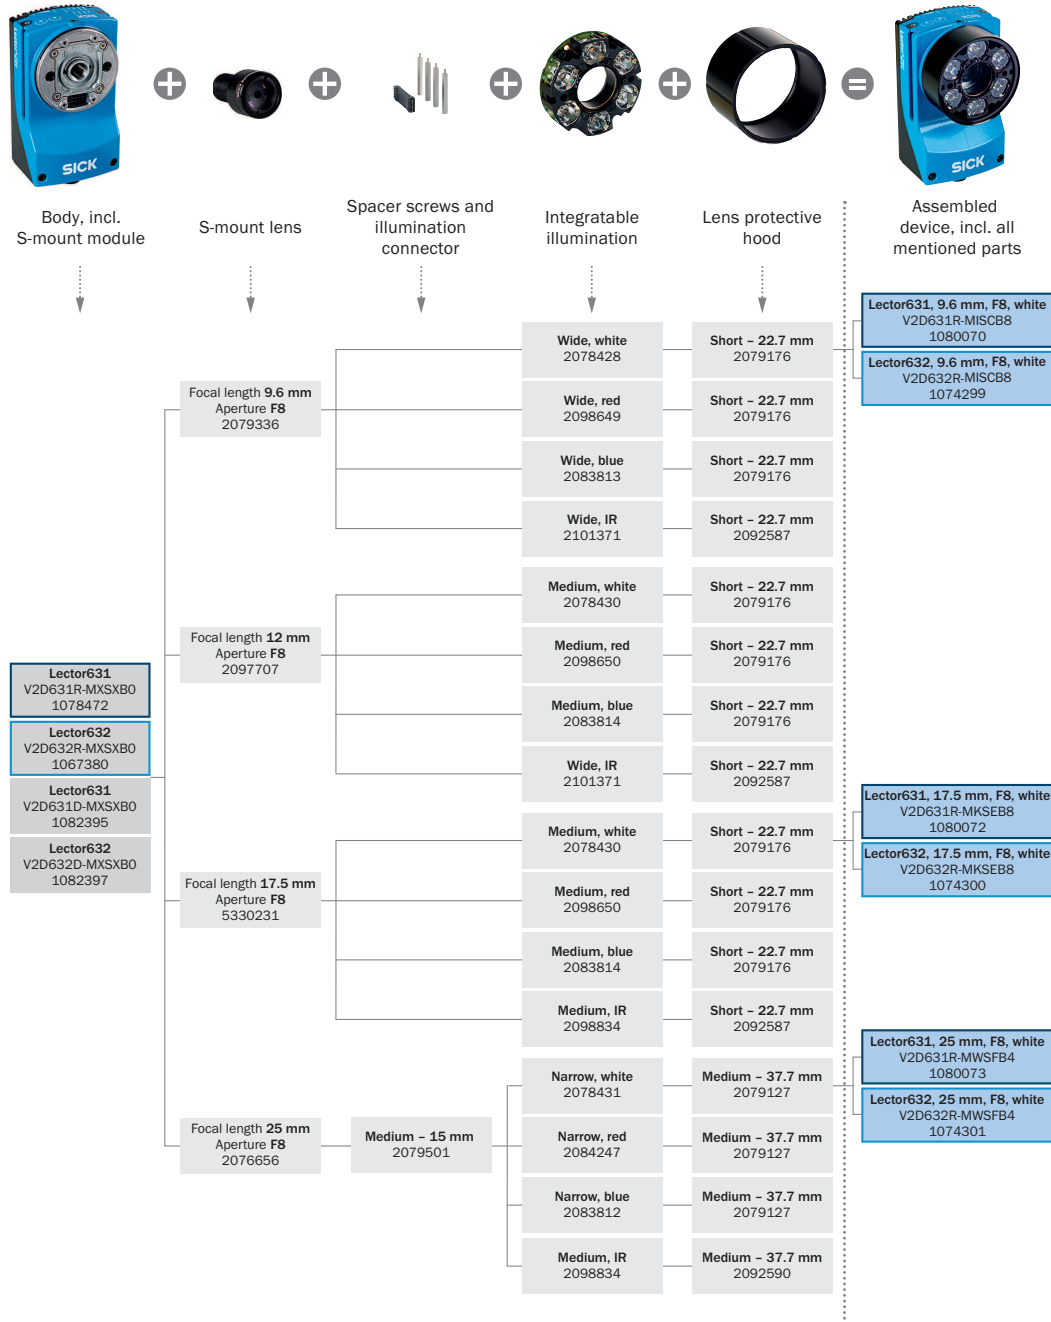 SICK
SICK
Body, incl.
S-mount module
S-mount lens
Spacer screws and
illumination
connector
Integratable
illumination
Lens protective
hood
Assembled
device, incl. all
mentioned parts
Lector631
V2D631R-MXSXB0
1078472
Lector632
V2D632R-MXSXB0
1067380
Lector631
V2D631D-MXSXB0
1082395
Lector632
V2D632D-MXSXB0
1082397
Focal length 9.6 mm
Aperture F8
2079336
Wide, white
2078428
Short – 22.7 mm
2079176
Wide, red
2098649
Short – 22.7 mm
2079176
Wide, blue
2083813
Short – 22.7 mm
2079176
Wide, IR
2101371
Short – 22.7 mm
2092587
Lector631, 9.6 mm, F8, white
V2D631R-MISCB8
1080070
Lector632, 9.6 mm, F8, white
V2D632R-MISCB8
1074299
Focal length 12 mm
Aperture F8
2097707
Medium, white
2078430
Short – 22.7 mm
2079176
Medium, red
2098650
Short – 22.7 mm
2079176
Medium, blue
2083814
Short – 22.7 mm
2079176
Wide, IR
2101371
Short – 22.7 mm
2092587
Focal length 17.5 mm
Aperture F8
5330231
Medium, white
2078430
Short – 22.7 mm
2079176
Medium, red
2098650
Short – 22.7 mm
2079176
Medium, blue
2083814
Short – 22.7 mm
2079176
Medium, IR
2098834
Short – 22.7 mm
2092587
Lector631, 17.5 mm, F8, white
V2D631R-MKSEB8
1080072
Lector632, 17.5 mm, F8, white
V2D632R-MKSEB8
1074300
Focal length 25 mm
Aperture F8
2076656
Medium – 15 mm
2079501
Narrow, white
2078431
Medium – 37.7 mm
2079127
Narrow, red
2084247
Medium – 37.7 mm
2079127
Narrow, blue
2083812
Medium – 37.7 mm
2079127
Medium, IR
2098834
Medium – 37.7 mm
2092590
Lector631, 25 mm, F8, white
V2D631R-MWSFB4
1080073
Lector632, 25 mm, F8, white
V2D632R-MWSFB4
1074301